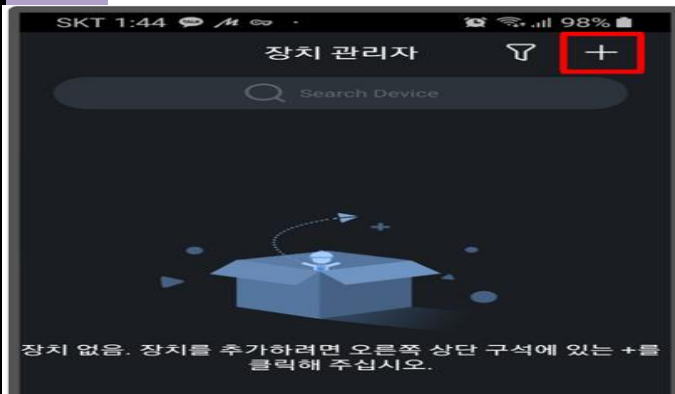 SKT 1:44
98%
장치 관리자
Search Device
장치 없음. 장치를 추가하려면 오른쪽 상단 구석에 있는 +를
클릭해 주십시오.